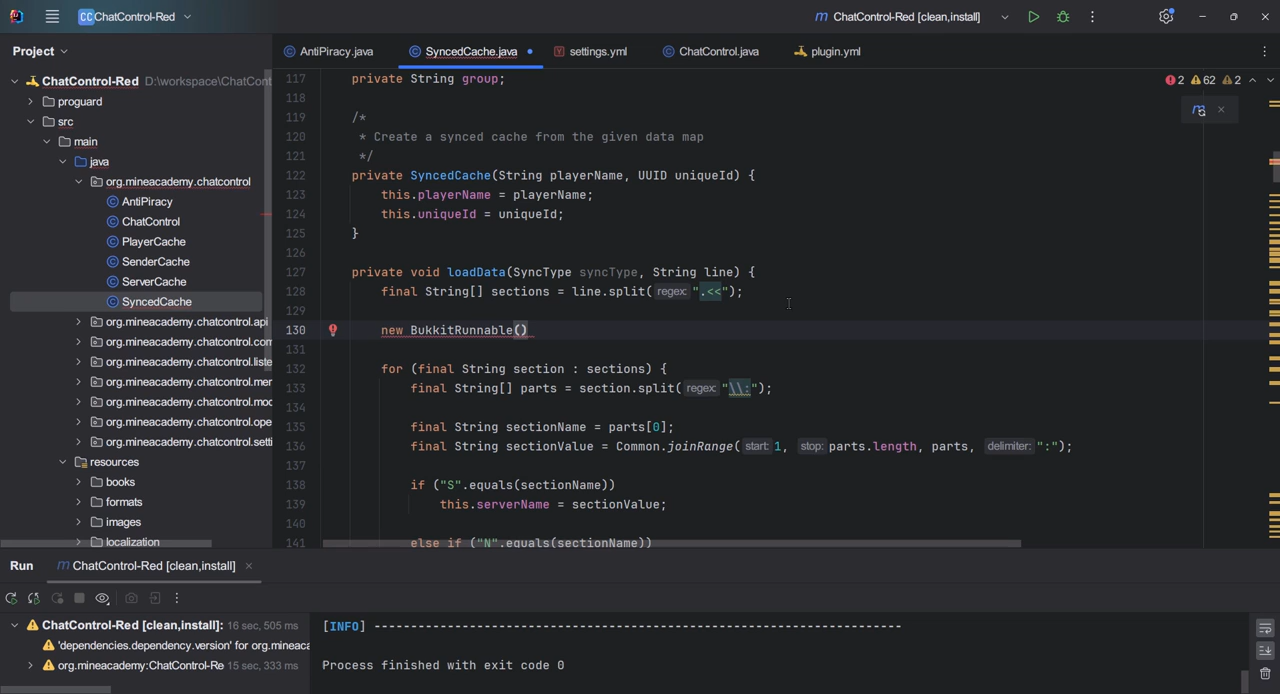 CC ChatControl-Red
ChatControl-Red [clean,install]
Project
AntiPiracy.java
SyncedCache.java
settings.yml
ChatControl.java
plugin.yml
ChatControl-Red D:\workspace\ChatCont
proguard
src
main
java
org.mineacademy.chatcontrol
AntiPiracy
ChatControl
PlayerCache
SenderCache
ServerCache
SyncedCache
org.mineacademy.chatcontrol.api
org.mineacademy.chatcontrol.com
org.mineacademy.chatcontrol.liste
org.mineacademy.chatcontrol.men
org.mineacademy.chatcontrol.mod
org.mineacademy.chatcontrol.ope
org.mineacademy.chatcontrol.setti
resources
books
formats
images
localization
2 62 2
117 private String group;
118
119 /*
120 * Create a synced cache from the given data map
121 */
122 private SyncedCache(String playerName, UUID uniqueId) {
123 this.playerName = playerName;
124 this.uniqueId = uniqueId;
125 }
126
127 private void loadData(SyncType syncType, String line) {
128 final String[] sections = line.split( regex: ".<<");
129
130 new BukkitRunnable()
131
132 for (final String section : sections) {
133 final String[] parts = section.split( regex: "\\:");
134
135 final String sectionName = parts[0];
136 final String sectionValue = Common.joinRange( start: 1, stop: parts.length, parts, delimiter: ":");
137
138 if ("S".equals(sectionName))
139 this.serverName = sectionValue;
140
141 else if ("N".equals(sectionName))
Run
ChatControl-Red [clean,install]
ChatControl-Red [clean,install]: 16 sec, 505 ms
'dependencies.dependency.version' for org.minea
org.mineacademy:ChatControl-Re 15 sec, 333 ms
[INFO] ------------------------------------------------------------------------
Process finished with exit code 0